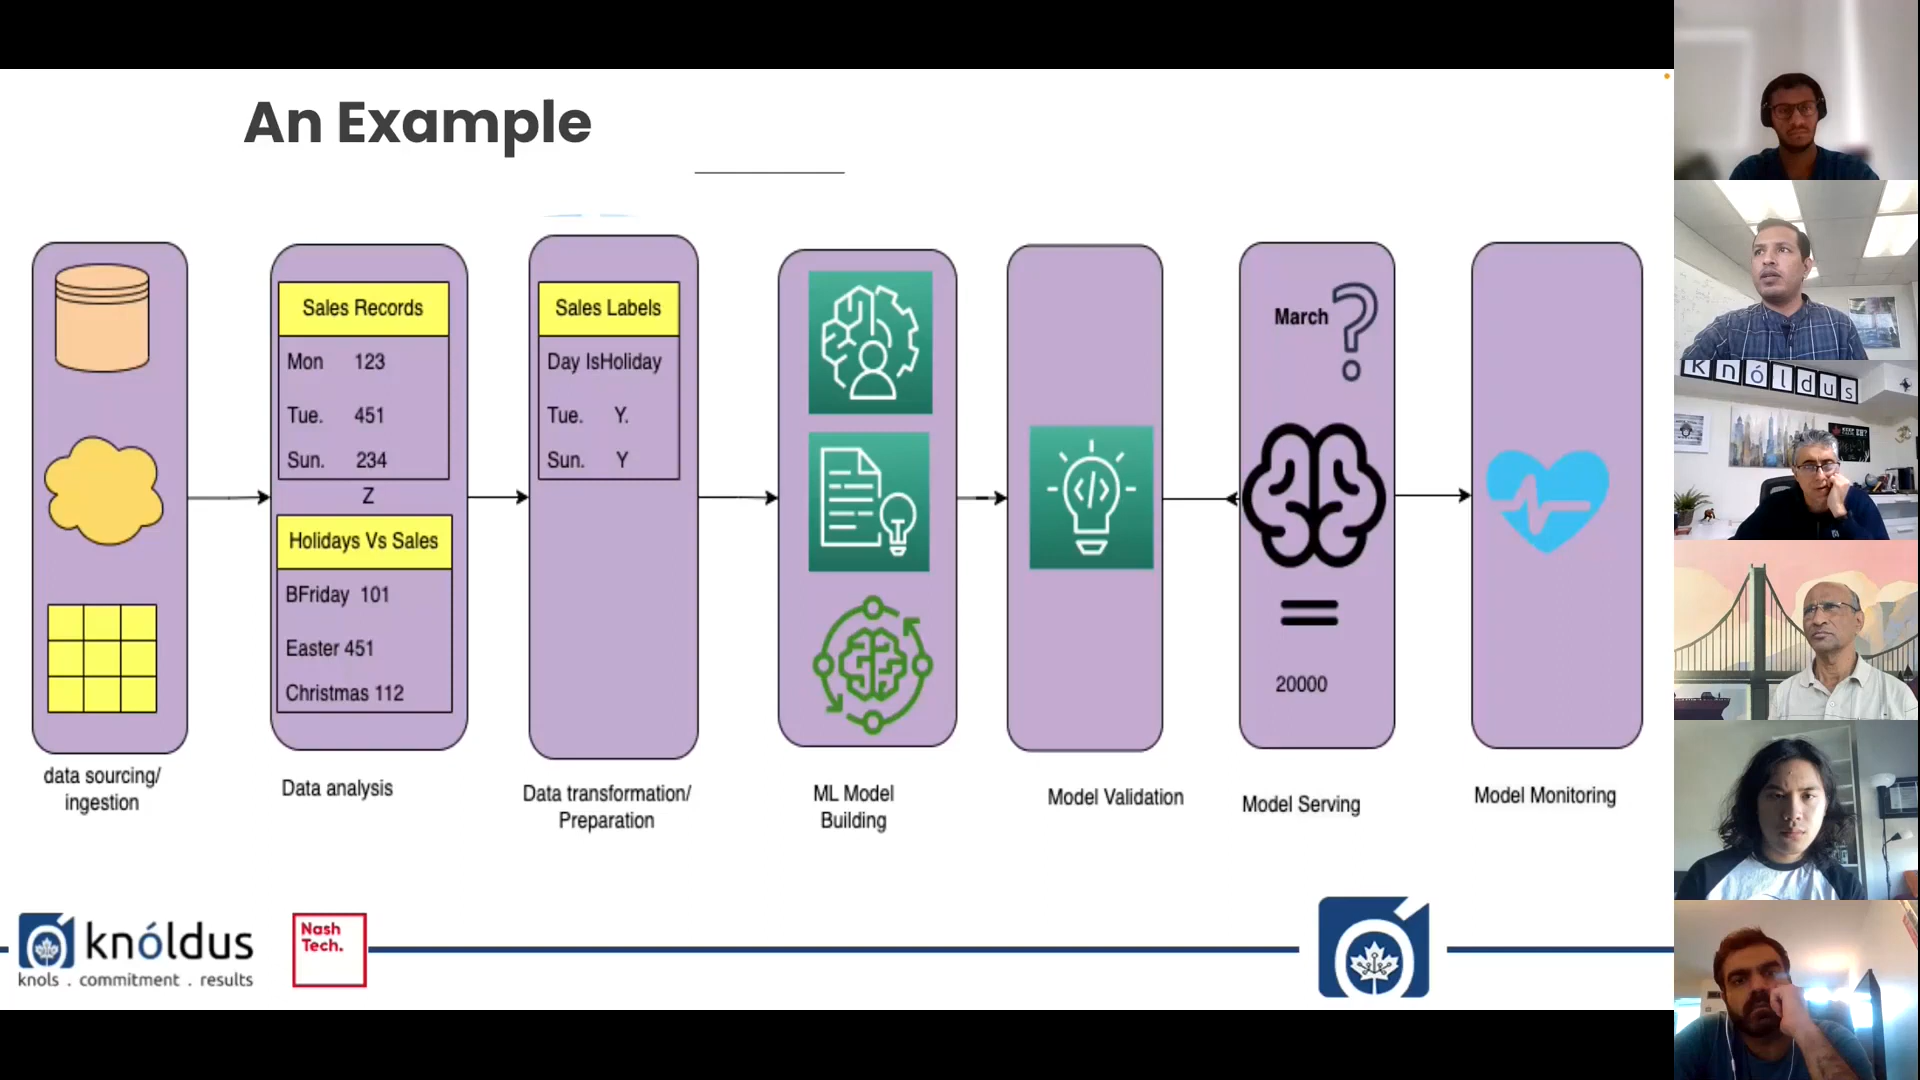 An Example
Sales Records
Mon 123
Tue. 451
Sun. 234
Z
Holidays Vs Sales
BFriday 101
Easter 451
Christmas 112
Sales Labels
Day IsHoliday
Tue. Y.
Sun. Y
March ?
=
20000
data sourcing/
ingestion
Data analysis
Data transformation/
Preparation
ML Model
Building
Model Validation
Model Serving
Model Monitoring
knóldus
knols . commitment . results
Nash
Tech.
knóldus